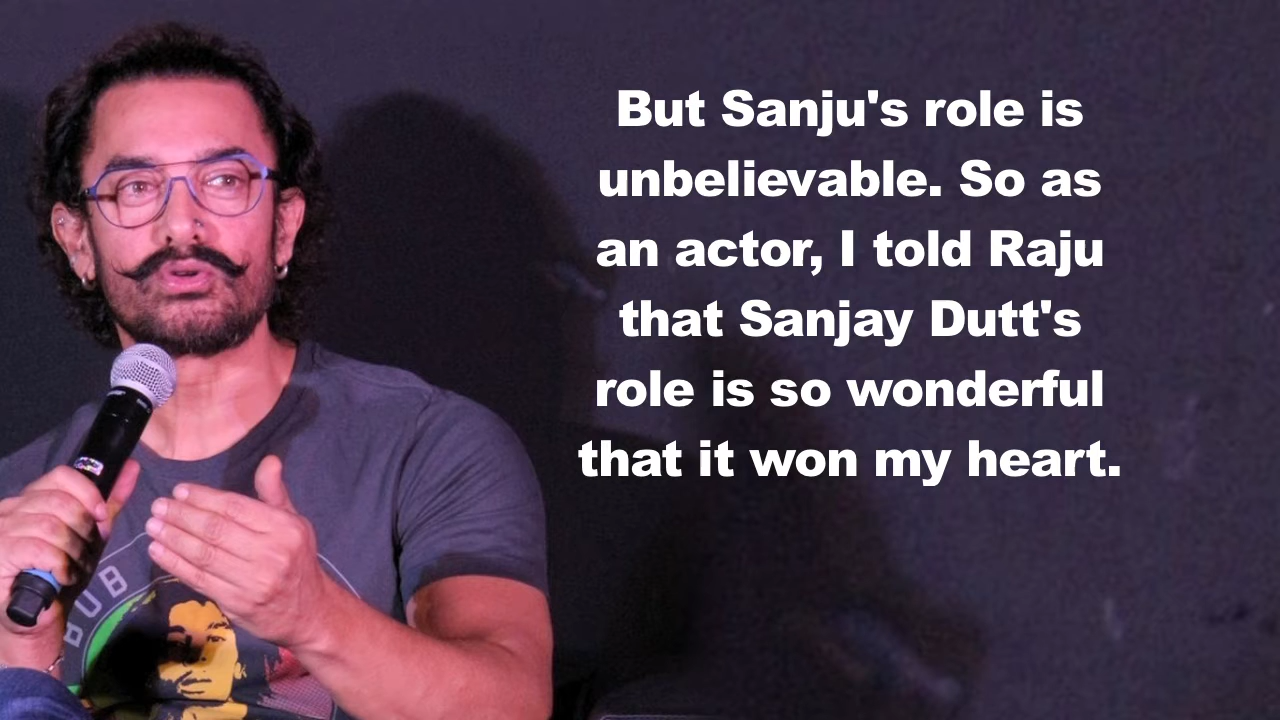 But Sanju's role is
unbelievable. So as
an actor, I told Raju
that Sanjay Dutt's
role is so wonderful
that it won my heart.
BOB